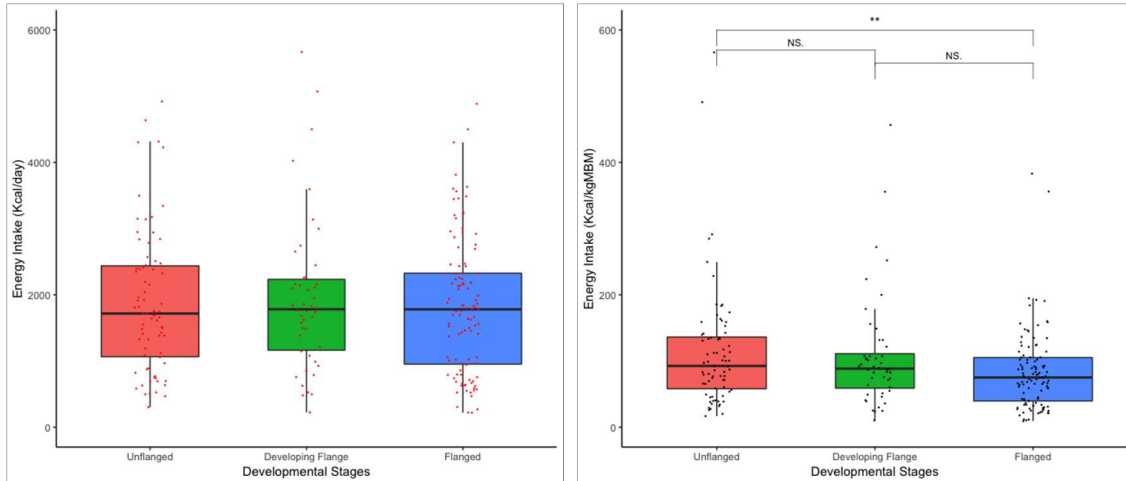 6000
4000
2000
0
Energy Intake (Kcal/day)
Unflanged Developing Flange Flanged
Developmental Stages
600
400
200
0
Energy Intake (Kcal/kgMBM)
**
NS.
NS.
Unflanged Developing Flange Flanged
Developmental Stages